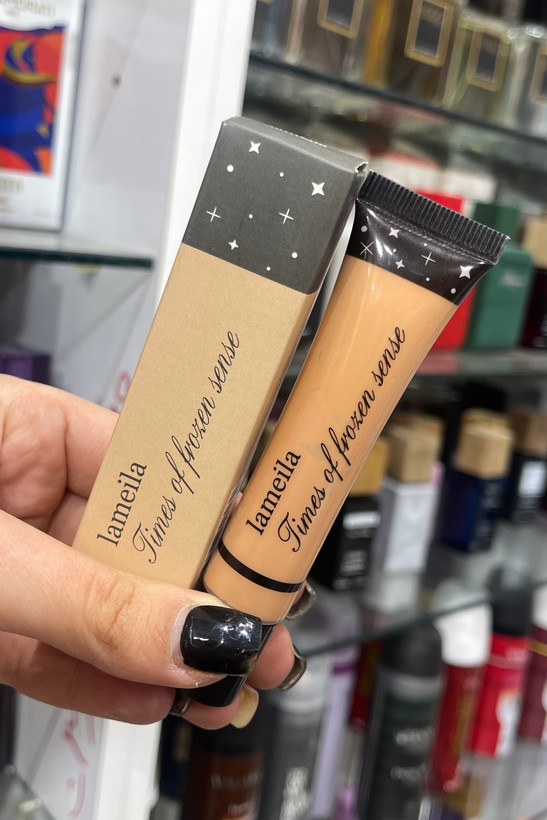 lameila
Times of frozen sense
lameila
Times of frozen sense